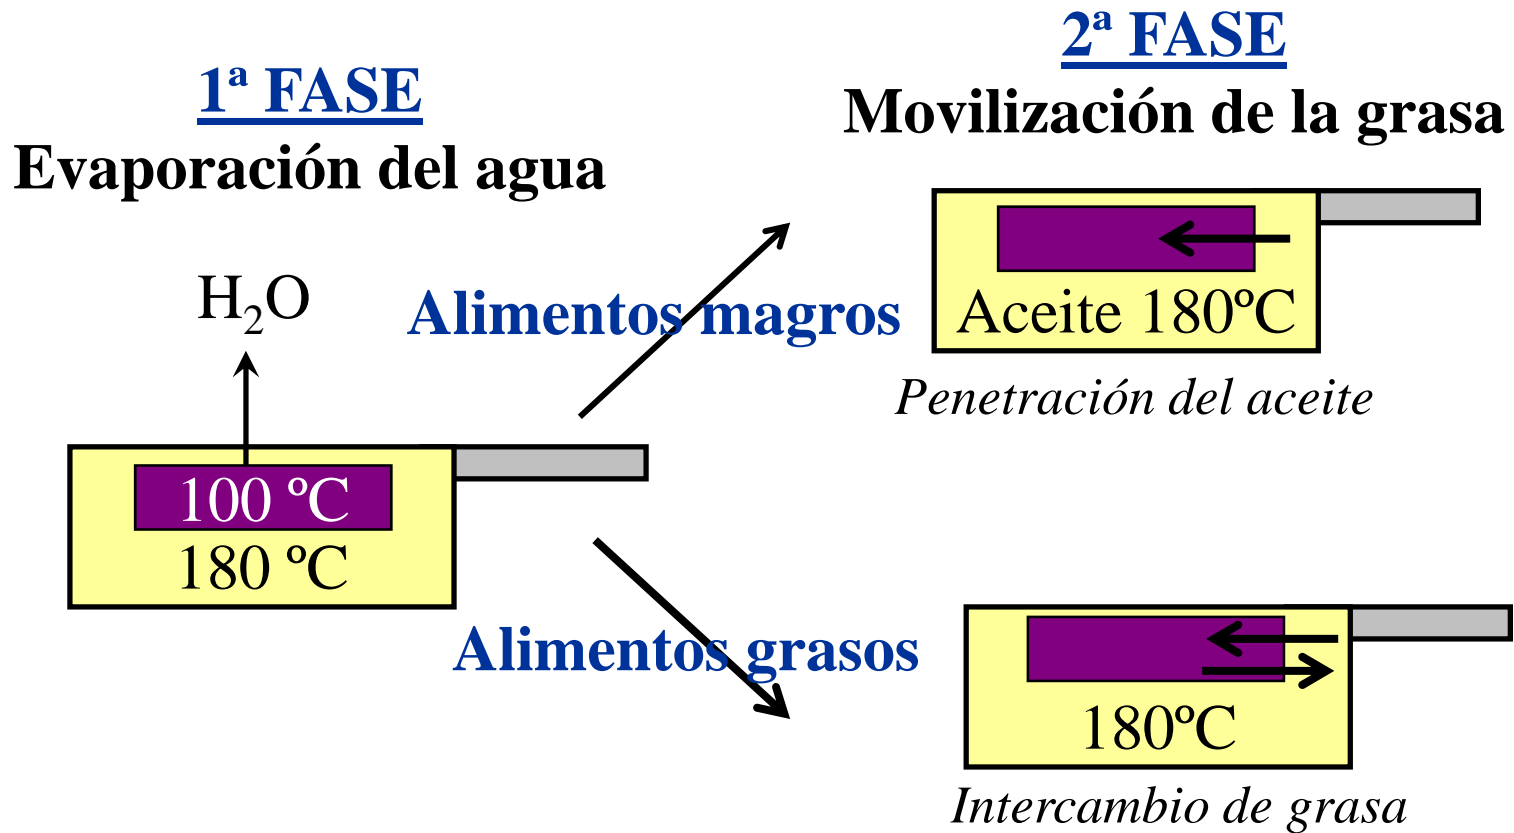 1ª FASE
Evaporación del agua
H₂O
100 ºC
180 ºC
2ª FASE
Movilización de la grasa
Alimentos magros
Aceite 180ºC
Penetración del aceite
Alimentos grasos
180ºC
Intercambio de grasa